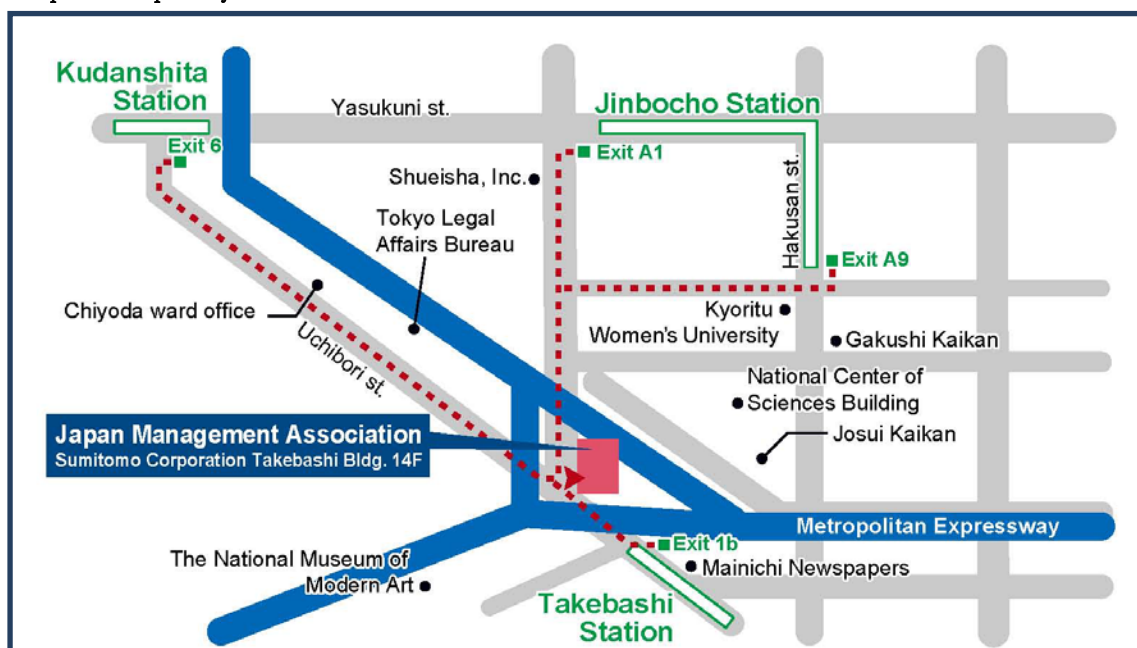 Kudanshita
Station
Yasukuni st.
Jinbocho Station
Exit 6
Exit A1
Shueisha, Inc.
Hakusan st.
Tokyo Legal
Affairs Bureau
Exit A9
Chiyoda ward office
Kyoritu
Women's University
Uchibori st.
Gakushi Kaikan
National Center of
Sciences Building
Japan Management Association
Sumitomo Corporation Takebashi Bldg. 14F
Josui Kaikan
Metropolitan Expressway
Exit 1b
The National Museum of
Modern Art
Mainichi Newspapers
Takebashi
Station